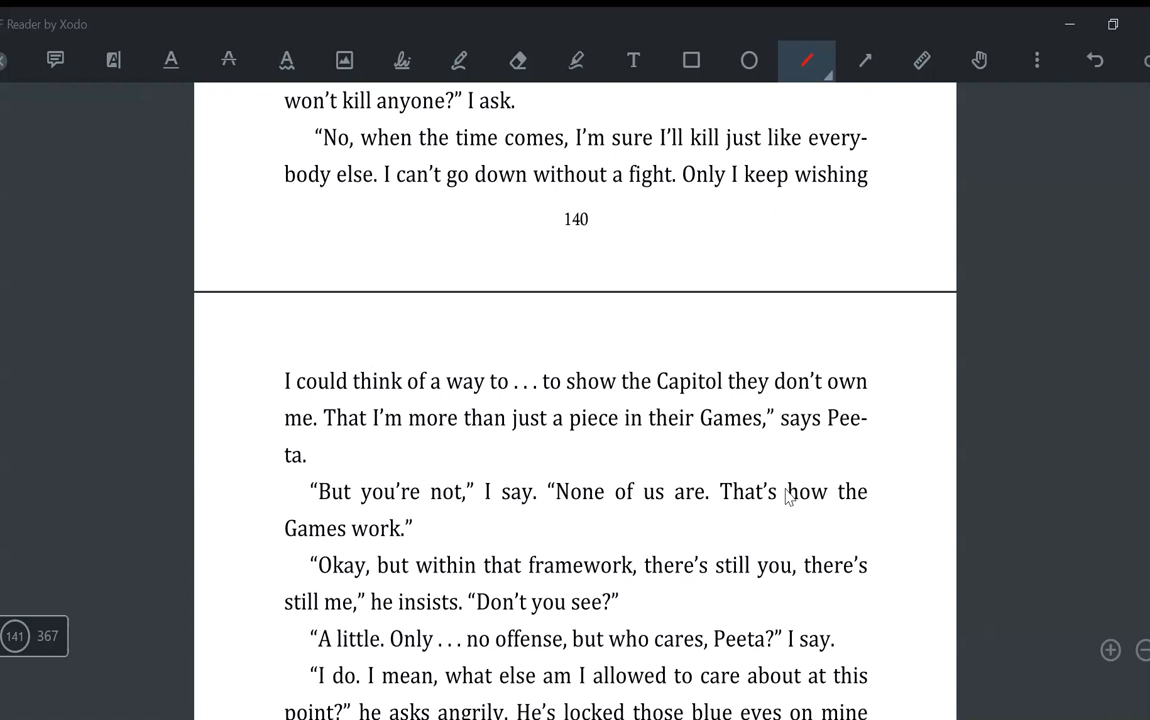 F Reader by Xodo
won’t kill anyone?” I ask.
“No, when the time comes, I’m sure I’ll kill just like every-
body else. I can’t go down without a fight. Only I keep wishing
140
I could think of a way to . . . to show the Capitol they don’t own
me. That I’m more than just a piece in their Games,” says Pee-
ta.
“But you’re not,” I say. “None of us are. That’s how the
Games work.”
“Okay, but within that framework, there’s still you, there’s
still me,” he insists. “Don’t you see?”
“A little. Only . . . no offense, but who cares, Peeta?” I say.
“I do. I mean, what else am I allowed to care about at this
point?” he asks angrily. He’s locked those blue eyes on mine
141 367